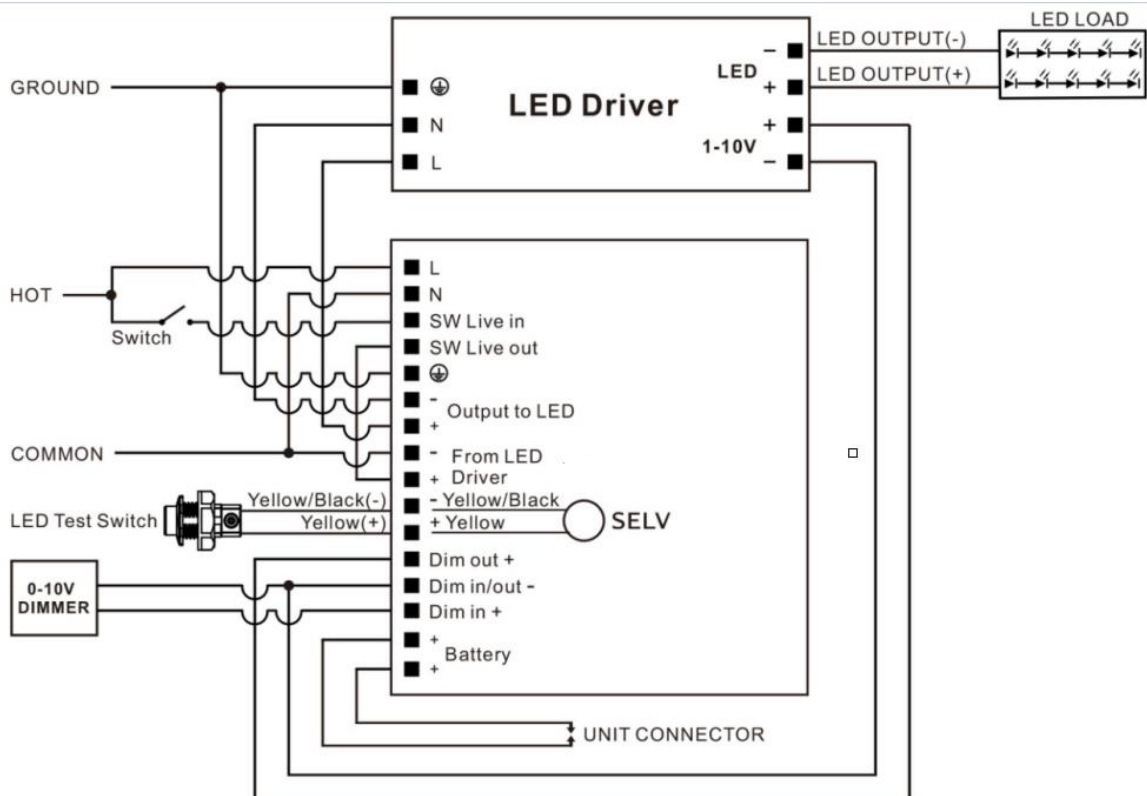 LED LOAD
LED OUTPUT(-)
LED OUTPUT(+)
GROUND
LED Driver
N
L
−
LED
+
+
1-10V
−
HOT
Switch
L
N
SW Live in
SW Live out
-
Output to LED
+
COMMON
-
From LED
+ Driver
LED Test Switch
Yellow/Black(-)
Yellow(+)
- Yellow/Black
+ Yellow
SELV
0-10V
DIMMER
Dim out +
Dim in/out -
Dim in +
+
Battery
+
UNIT CONNECTOR